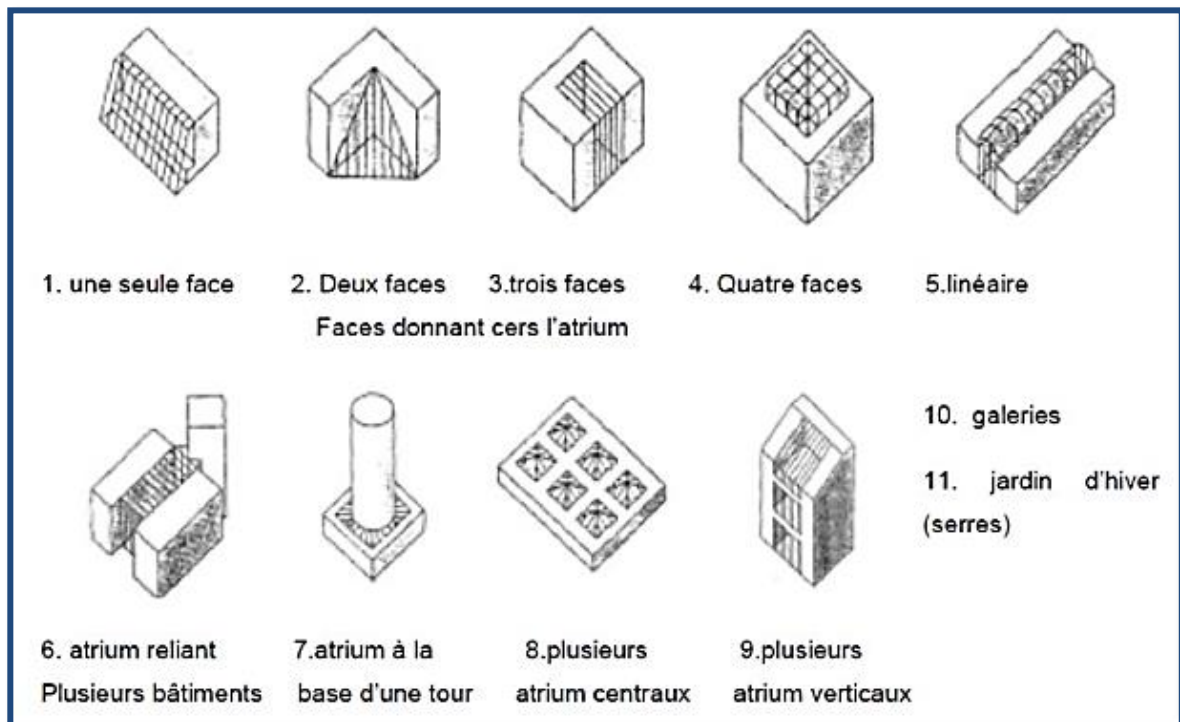 1. une seule face
2. Deux faces
3.trois faces
4. Quatre faces
5.linéaire
Faces donnant cers l'atrium
10. galeries
11. jardin d'hiver
(serres)
6. atrium reliant
Plusieurs bâtiments
7.atrium à la
base d'une tour
8.plusieurs
atrium centraux
9.plusieurs
atrium verticaux